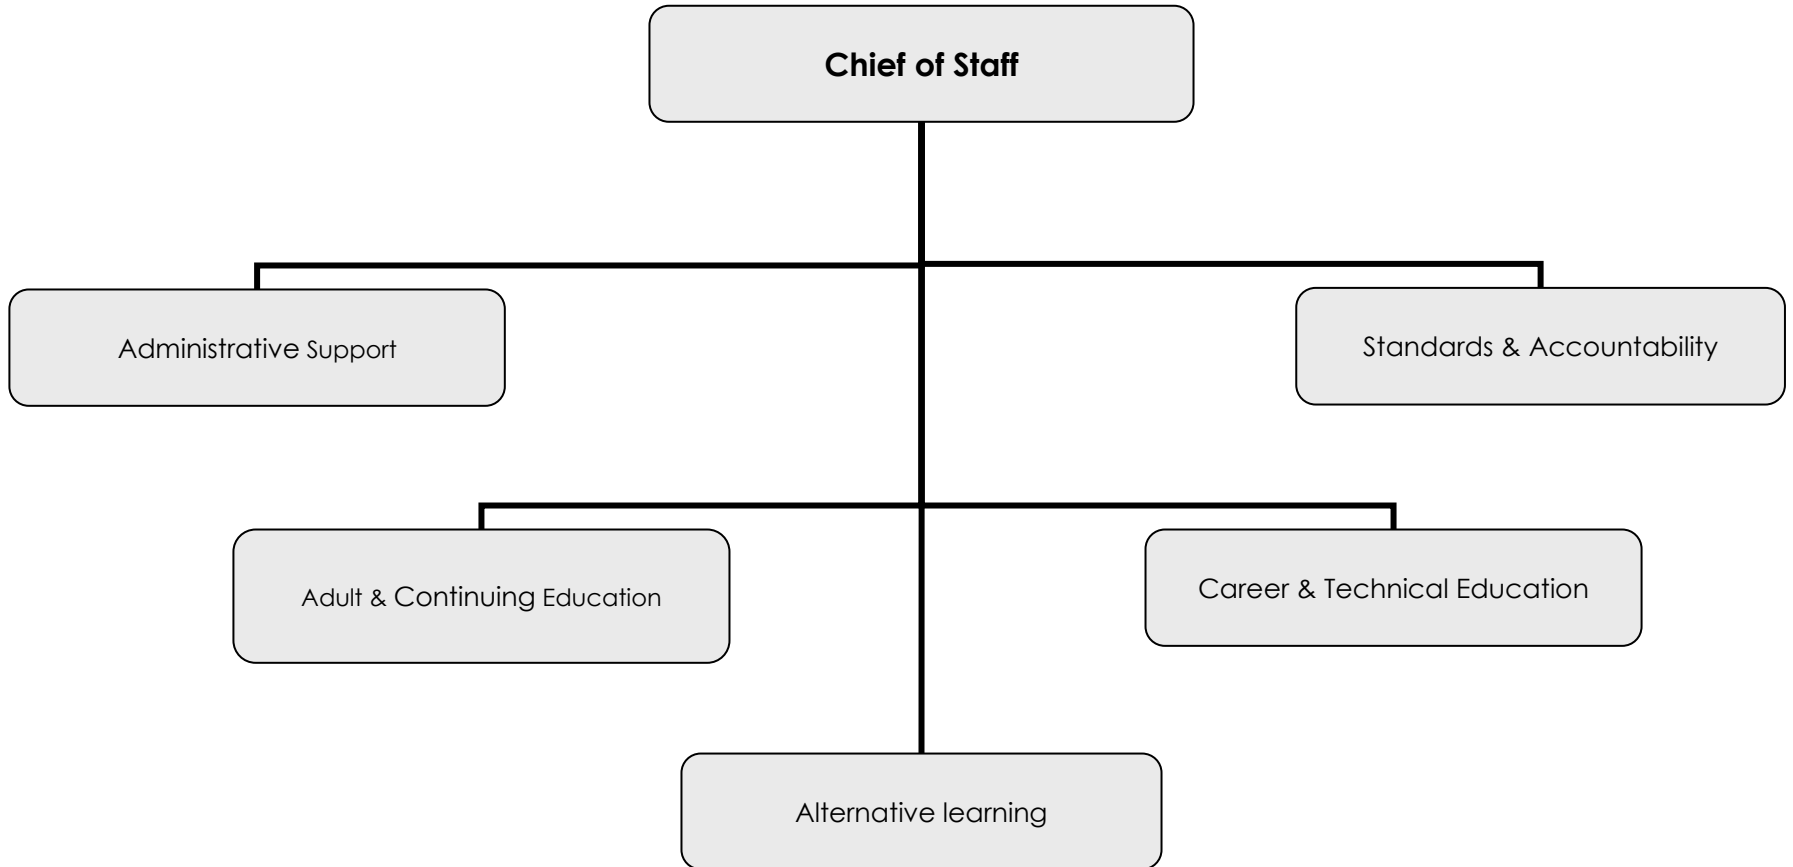 Chief of Staff
Administrative Support
Standards & Accountability
Adult & Continuing Education
Career & Technical Education
Alternative learning